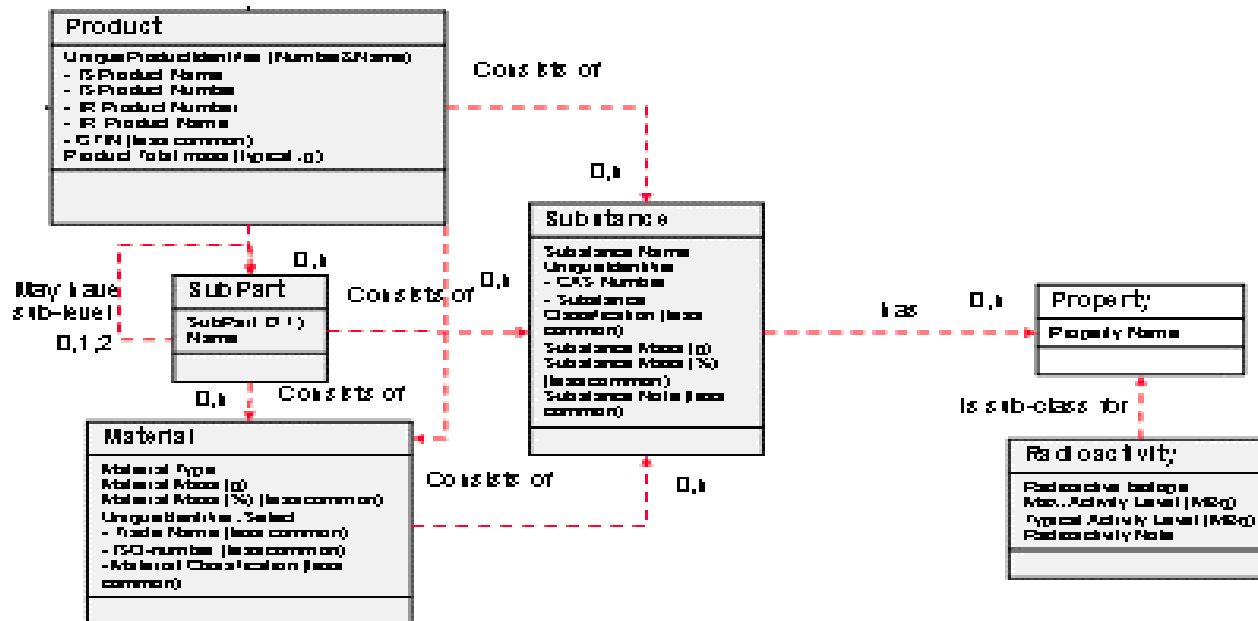 Product
UniqueProductIdentifier (Number&Name)
- IS Product Name
- IS Product Number
- IR Product Number
- IR Product Name
- GTIN (less common)
Product Total mass (typical, g)
Consists of
0,n
May have
sub-level
0,1,2
0,n
SubPart
Name
Consists of
0,n
Substance
Substance Name
UniqueIdentifier
- CAS Number
- Substance
Classification (less
common)
Substance Mass (g)
Substance Mass (%)
(less common)
Substance Note (less
common)
has
0,n
Property
Property Name
0,n
Consists of
Material
Material Type
Material Mass (g)
Material Mass (%) (less common)
UniqueIdentifier, Select
- Trade Name (less common)
- ISO-number (less common)
-Material Classification (less
common)
Consists of
0,n
Is sub-class for
Radioactivity
Radioactive Isotope
Max. Activity Level (MBq)
Typical Activity Level (MBq)
Radioactivity Note